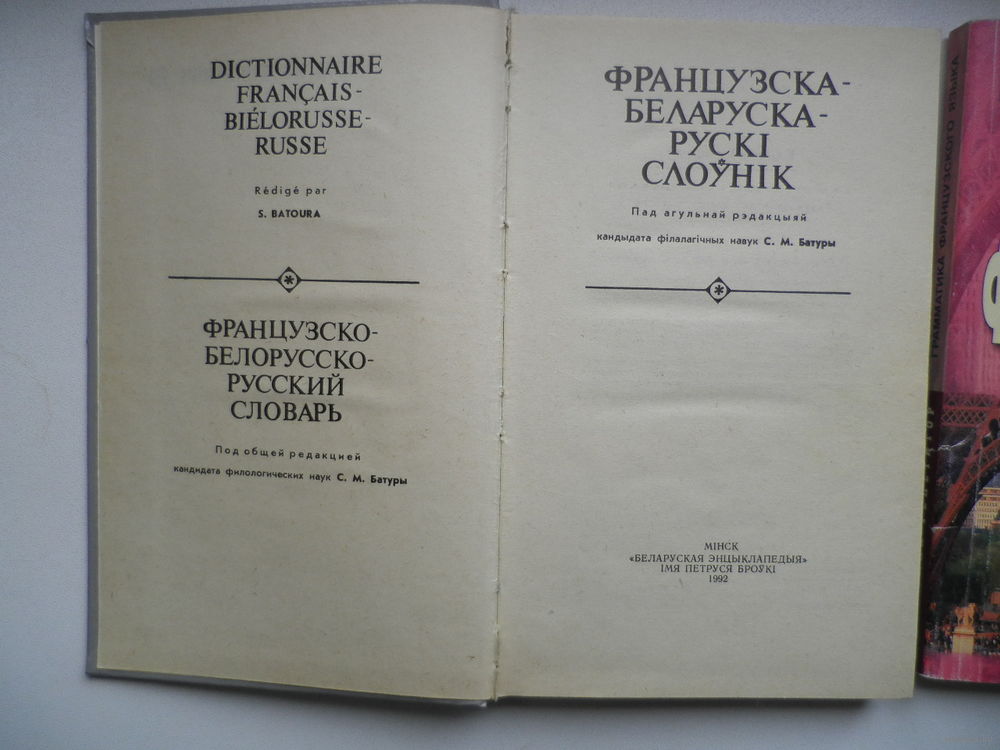 DICTIONNAIRE
FRANÇAIS-
BIÉLORUSSE-
RUSSE
Rédigé par
S. BATOURA
ФРАНЦУЗСКО-
БЕЛОРУССКО-
РУССКИЙ
СЛОВАРЬ
Под общей редакцией
кандидата филологических наук С. М. Батуры
ФРАНЦУЗСКА-
БЕЛАРУСКА-
РУСКІ
СЛОЎНІК
Пад агульнай рэдакцыяй
кандыдата філалагічных навук С. М. Батуры
МІНСК
«БЕЛАРУСКАЯ ЭНЦЫКЛАПЕДЫЯ»
ІМЯ ПЕТРУСЯ БРОЎКІ
1992
ГРАММАТИКА ФРАНЦУЗСКОГО ЯЗЫКА